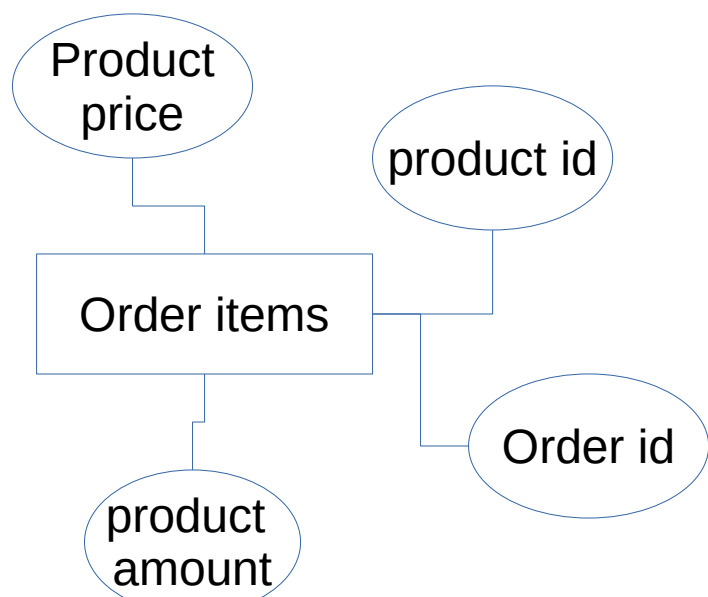 Product
price
product id
Order items
Order id
product
amount